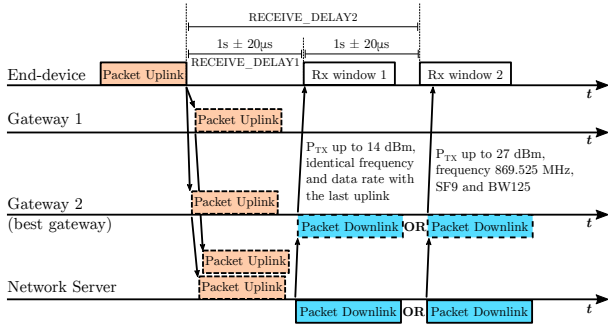 RECEIVE_DELAY2
1s ± 20μs
1s ± 20μs
RECEIVE_DELAY1
End-device
Packet Uplink
Rx window 1
Rx window 2
t
Gateway 1
Packet Uplink
t
P_TX up to 14 dBm,
identical frequency
and data rate with
the last uplink
P_TX up to 27 dBm,
frequency 869.525 MHz,
SF9 and BW125
Gateway 2
(best gateway)
Packet Uplink
t
Packet Downlink
OR
Packet Downlink
Packet Uplink
Network Server
Packet Uplink
t
Packet Downlink
OR
Packet Downlink